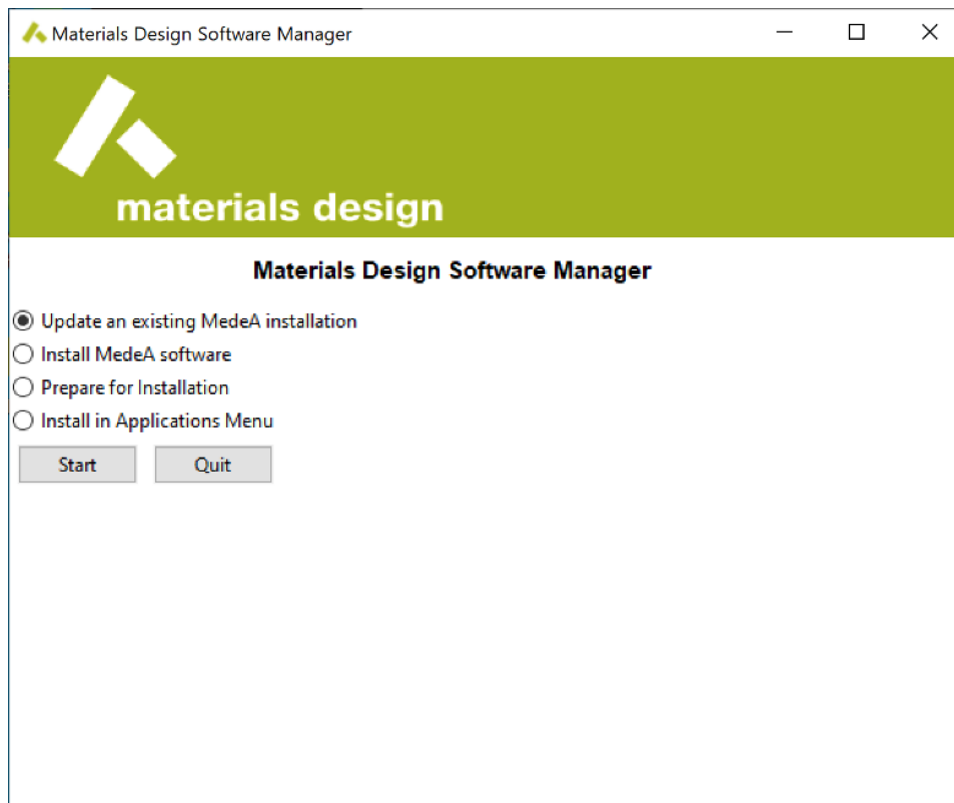 Materials Design Software Manager
materials design
Materials Design Software Manager
Update an existing MedeA installation
Install MedeA software
Prepare for Installation
Install in Applications Menu
Start Quit